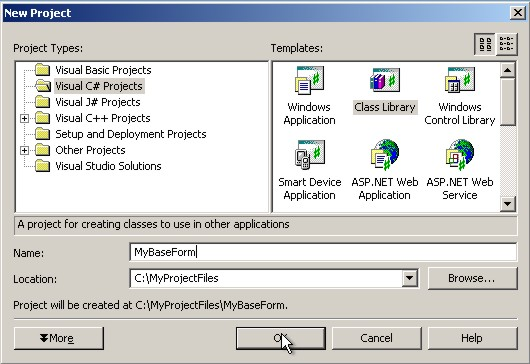 New Project
Project Types:
Templates:
Visual Basic Projects
Visual C# Projects
Visual J# Projects
Visual C++ Projects
Setup and Deployment Projects
Other Projects
Visual Studio Solutions
Windows Application
Class Library
Windows Control Library
Smart Device Application
ASP.NET Web Application
ASP.NET Web Service
A project for creating classes to use in other applications
Name:
MyBaseForm
Location:
C:\MyProjectFiles
Browse...
Project will be created at C:\MyProjectFiles\MyBaseForm.
More
OK
Cancel
Help